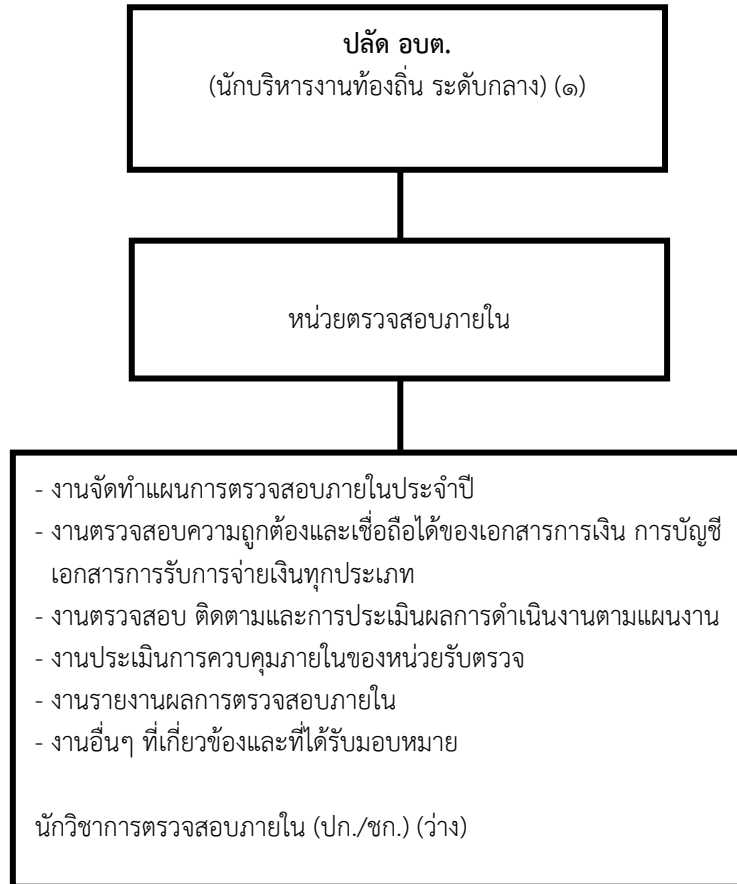 ปลัด อบต.
(นักบริหารงานท้องถิ่น ระดับกลาง) (๑)
หน่วยตรวจสอบภายใน
- งานจัดทำแผนการตรวจสอบภายในประจำปี
- งานตรวจสอบความถูกต้องและเชื่อถือได้ของเอกสารการเงิน การบัญชี
เอกสารการรับการจ่ายเงินทุกประเภท
- งานตรวจสอบ ติดตามและการประเมินผลการดำเนินงานตามแผนงาน
- งานประเมินการควบคุมภายในของหน่วยรับตรวจ
- งานรายงานผลการตรวจสอบภายใน
- งานอื่นๆ ที่เกี่ยวข้องและที่ได้รับมอบหมาย
นักวิชาการตรวจสอบภายใน (ปก./ชก.) (ว่าง)